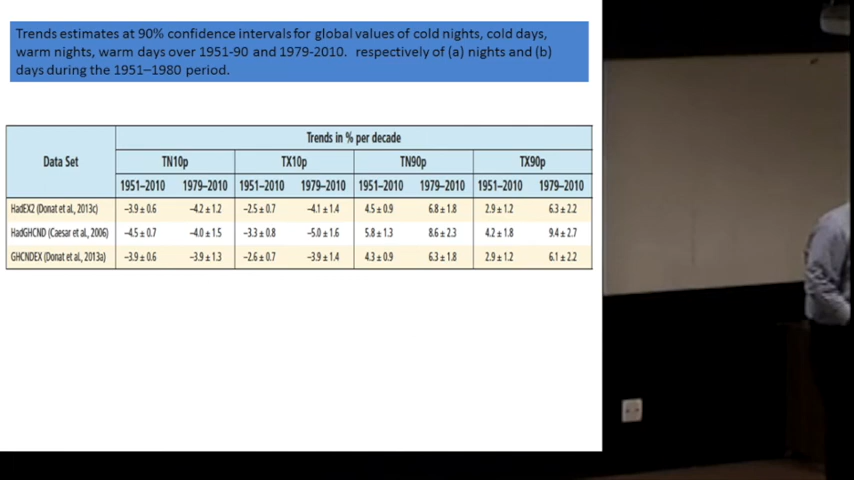 Trends estimates at 90% confidence intervals for global values of cold nights, cold days,
warm nights, warm days over 1951-90 and 1979-2010. respectively of (a) nights and (b)
days during the 1951–1980 period.
Data Set
Trends in % per decade
TN10p TX10p TN90p TX90p
1951–2010 1979–2010 1951–2010 1979–2010 1951–2010 1979–2010 1951–2010 1979–2010
HadEX2 (Donat et al., 2013c) –3.9 ± 0.6 –4.2 ± 1.2 –2.5 ± 0.7 –4.1 ± 1.4 4.5 ± 0.9 6.8 ± 1.8 2.9 ± 1.2 6.3 ± 2.2
HadGHCND (Caesar et al., 2006) –4.5 ± 0.7 –4.0 ± 1.5 –3.3 ± 0.8 –5.0 ± 1.6 5.8 ± 1.3 8.6 ± 2.3 4.2 ± 1.8 9.4 ± 2.7
GHCNDEX (Donat et al., 2013a) –3.9 ± 0.6 –3.9 ± 1.3 –2.6 ± 0.7 –3.9 ± 1.4 4.3 ± 0.9 6.3 ± 1.8 2.9 ± 1.2 6.1 ± 2.2